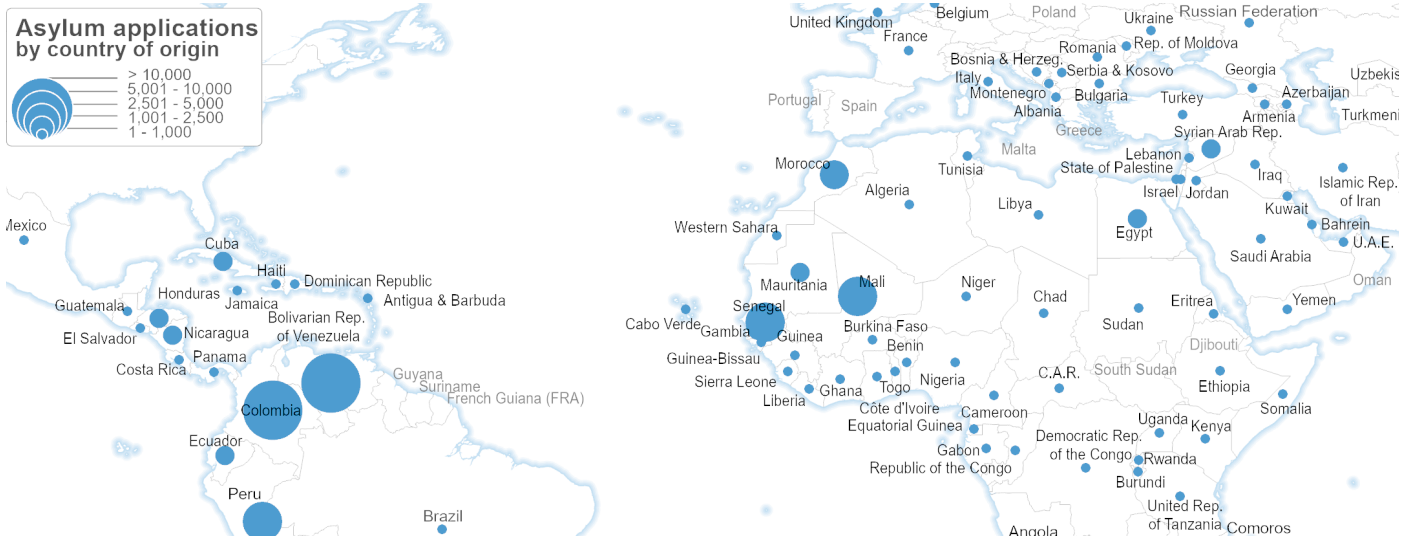 Asylum applications
by country of origin
> 10,000
5,001 - 10,000
2,501 - 5,000
1,001 - 2,500
1 - 1,000
Mexico
Cuba
Haiti
Dominican Republic
Honduras
Jamaica
Antigua & Barbuda
Guatemala
El Salvador
Nicaragua
Bolivarian Rep.
of Venezuela
Costa Rica
Panama
Guyana
Suriname
French Guiana (FRA)
Colombia
Ecuador
Peru
Brazil
United Kingdom
Belgium
France
Poland
Ukraine
Russian Federation
Romania
Rep. of Moldova
Bosnia & Herzeg.
Serbia & Kosovo
Italy
Montenegro
Albania
Bulgaria
Georgia
Uzbekis
Azerbaijan
Armenia
Turkmeni
Turkey
Portugal
Spain
Greece
Malta
Syrian Arab Rep.
Lebanon
State of Palestine
Israel
Jordan
Iraq
Islamic Rep.
of Iran
Kuwait
Bahrain
U.A.E.
Saudi Arabia
Oman
Yemen
Morocco
Algeria
Tunisia
Libya
Egypt
Western Sahara
Mauritania
Mali
Niger
Chad
Sudan
Eritrea
Djibouti
Cabo Verde
Senegal
Gambia
Guinea
Guinea-Bissau
Sierra Leone
Liberia
Burkina Faso
Benin
Ghana
Togo
Nigeria
Côte d'Ivoire
Equatorial Guinea
Cameroon
C.A.R.
South Sudan
Ethiopia
Somalia
Gabon
Republic of the Congo
Democratic Rep.
of the Congo
Uganda
Kenya
Rwanda
Burundi
United Rep.
of Tanzania
Angola
Comoros